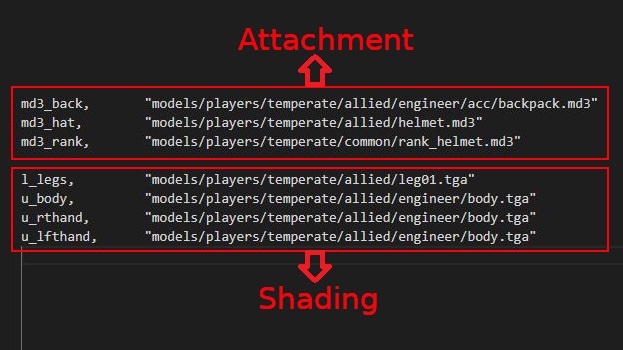 Attachment
md3_back, "models/players/temperate/allied/engineer/acc/backpack.md3"
md3_hat, "models/players/temperate/allied/helmet.md3"
md3_rank, "models/players/temperate/common/rank_helmet.md3"
l_legs, "models/players/temperate/allied/leg01.tga"
u_body, "models/players/temperate/allied/engineer/body.tga"
u_rthand, "models/players/temperate/allied/engineer/body.tga"
u_lfthand, "models/players/temperate/allied/engineer/body.tga"
Shading